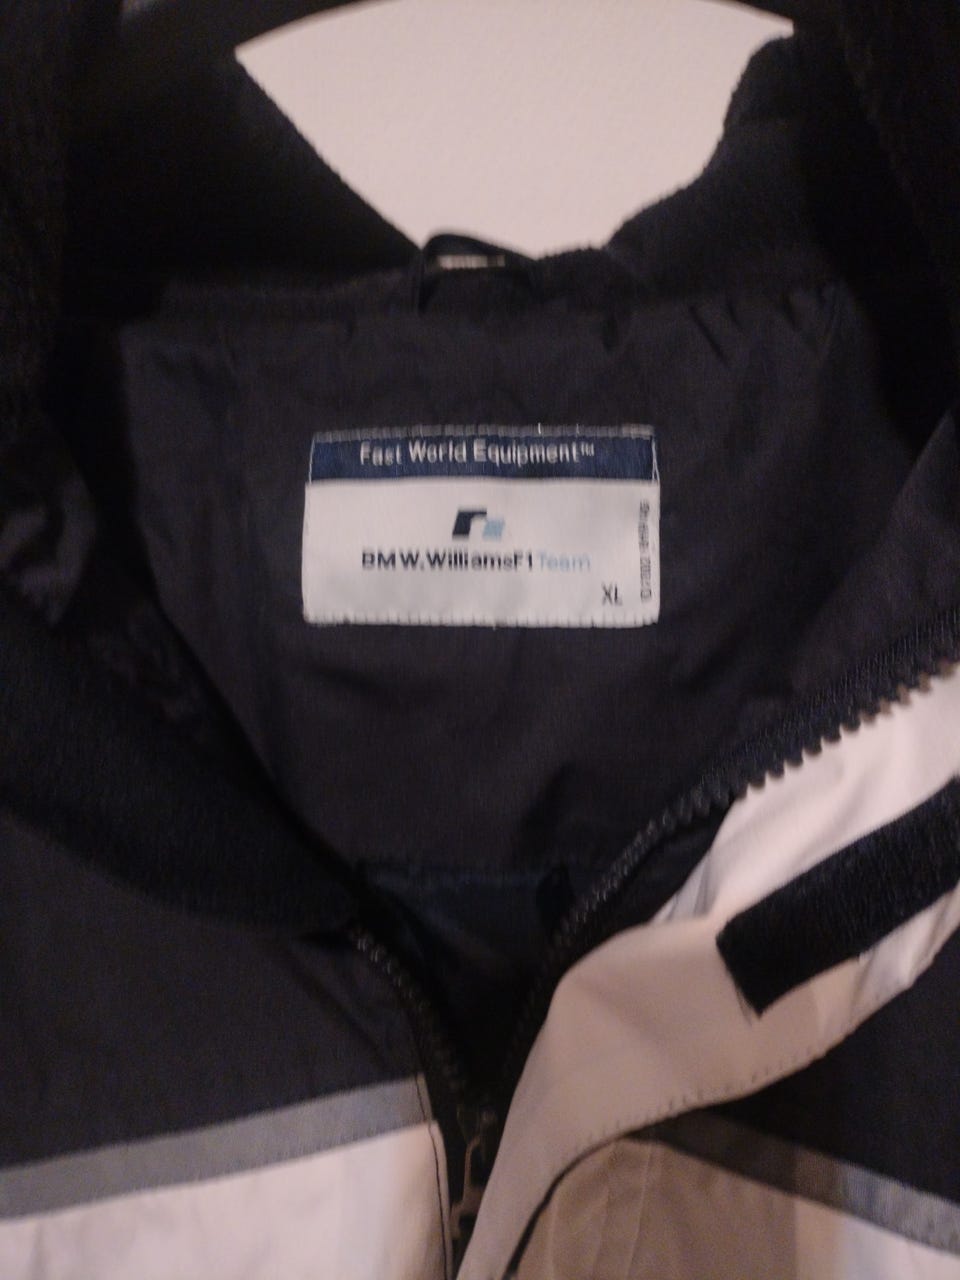 Fast World Equipment™
BMW.WilliamsF1Team
XL